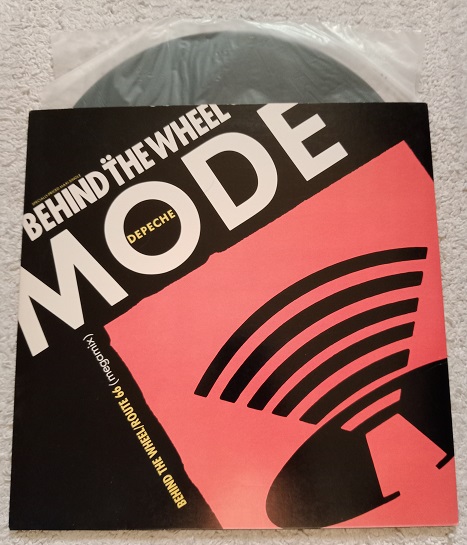 BEHIND THE WHEEL
MODE
DEPECHE
BEHIND THE WHEEL/ROUTE 66 (megamix)